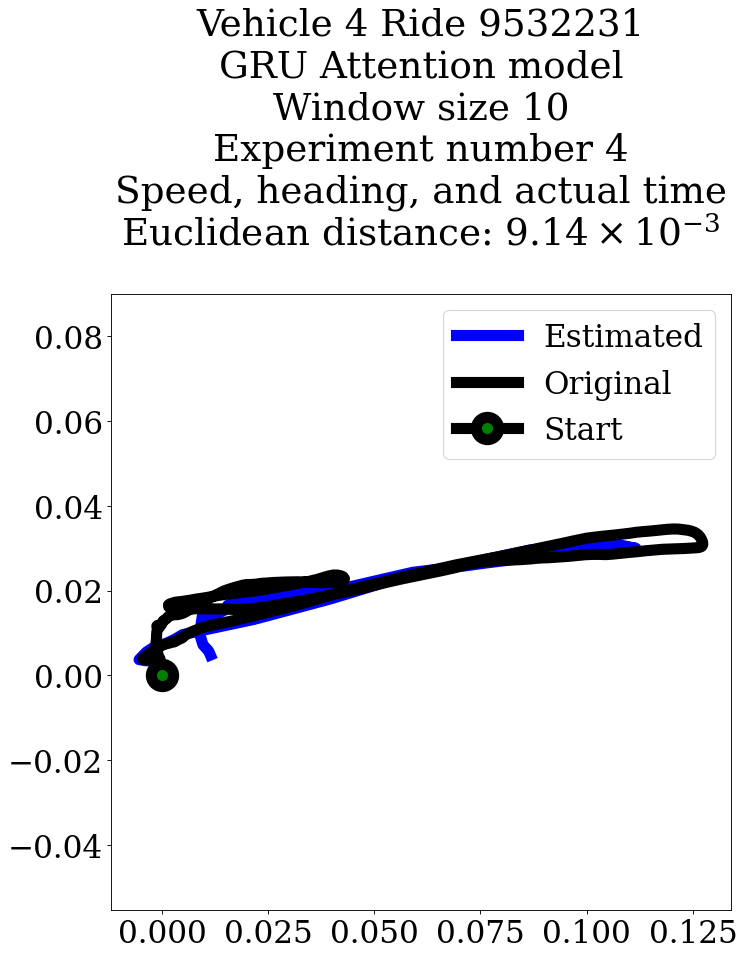 Vehicle 4 Ride 9532231
GRU Attention model
Window size 10
Experiment number 4
Speed, heading, and actual time
Euclidean distance: 9.14 × 10⁻³
Estimated
Original
Start
0.08
0.06
0.04
0.02
0.00
−0.02
−0.04
0.000 0.025 0.050 0.075 0.100 0.125